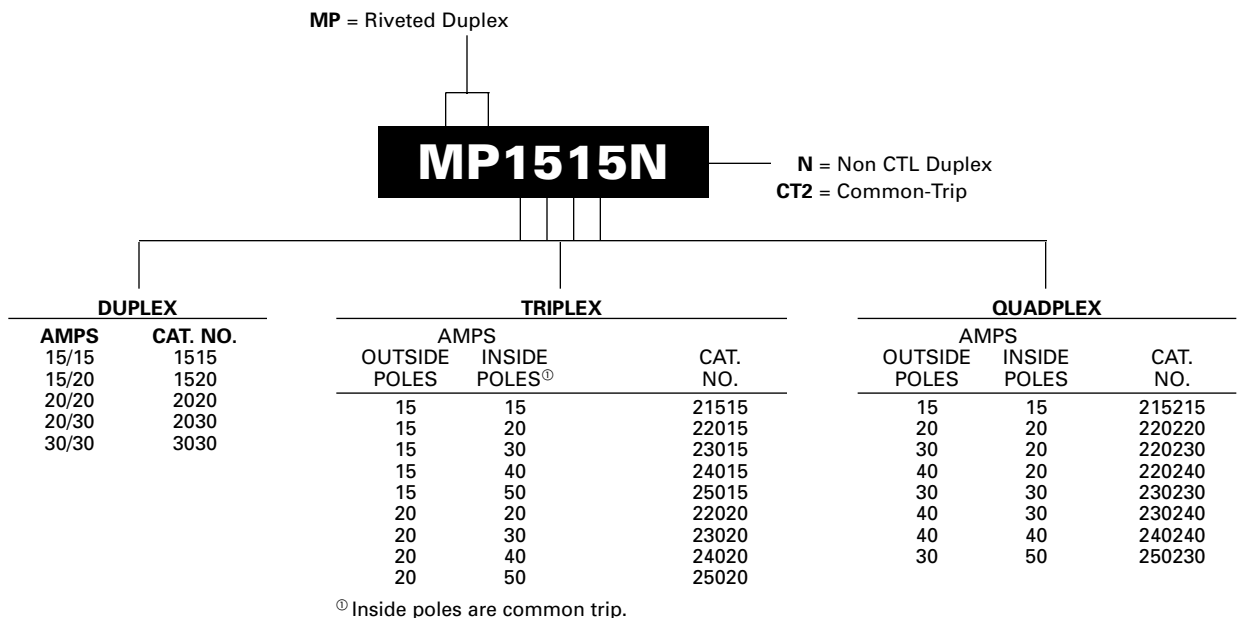 MP = Riveted Duplex
MP1515N
N = Non CTL Duplex
CT2 = Common-Trip
DUPLEX
AMPS CAT. NO.
15/15 1515
15/20 1520
20/20 2020
20/30 2030
30/30 3030
TRIPLEX
AMPS
OUTSIDE INSIDE CAT.
POLES POLES① NO.
15 15 21515
15 20 22015
15 30 23015
15 40 24015
15 50 25015
20 20 22020
20 30 23020
20 40 24020
20 50 25020
① Inside poles are common trip.
QUADPLEX
AMPS
OUTSIDE INSIDE CAT.
POLES POLES NO.
15 15 215215
20 20 220220
30 20 220230
40 20 220240
30 30 230230
40 30 230240
40 40 240240
30 50 250230